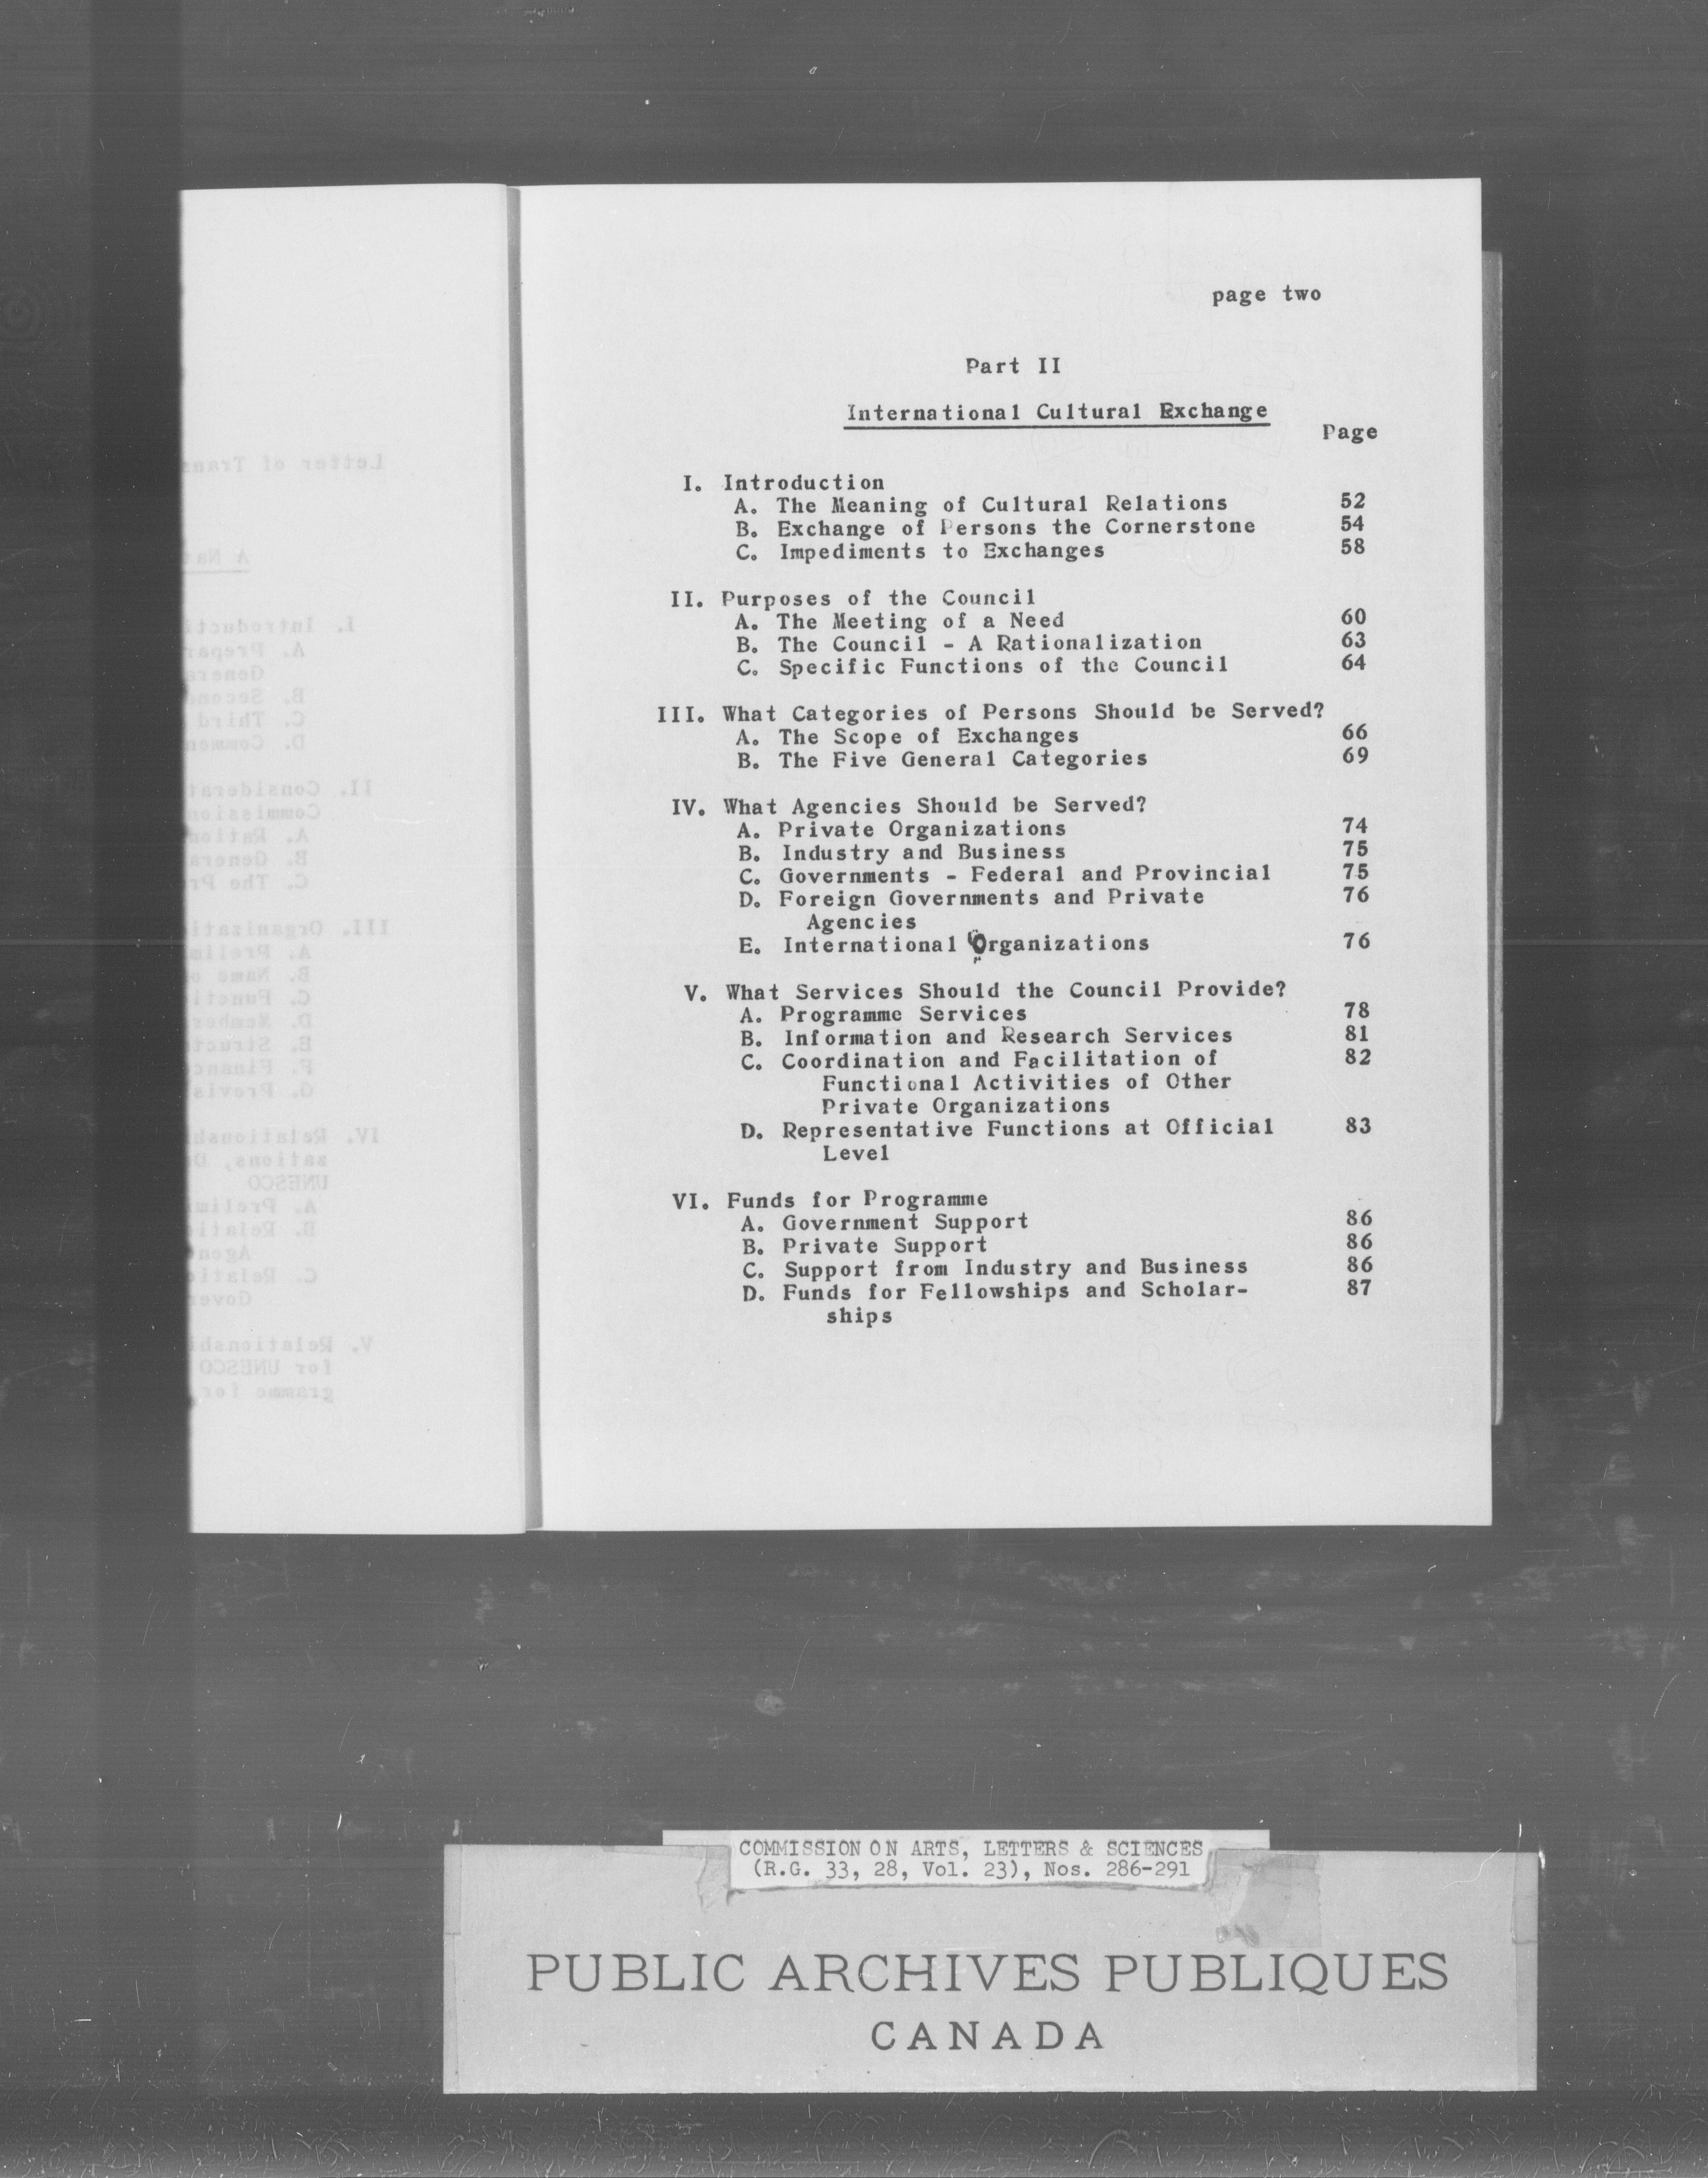 page two
Part II
International Cultural Exchange
Page
I. Introduction
A. The Meaning of Cultural Relations 52
B. Exchange of Persons the Cornerstone 54
C. Impediments to Exchanges 58
II. Purposes of the Council
A. The Meeting of a Need 60
B. The Council - A Rationalization 63
C. Specific Functions of the Council 64
III. What Categories of Persons Should be Served?
A. The Scope of Exchanges 66
B. The Five General Categories 69
IV. What Agencies Should be Served?
A. Private Organizations 74
B. Industry and Business 75
C. Governments - Federal and Provincial 75
D. Foreign Governments and Private 76
Agencies
E. International Organizations 76
V. What Services Should the Council Provide?
A. Programme Services 78
B. Information and Research Services 81
C. Coordination and Facilitation of 82
Functional Activities of Other
Private Organizations
D. Representative Functions at Official 83
Level
VI. Funds for Programme
A. Government Support 86
B. Private Support 86
C. Support from Industry and Business 86
D. Funds for Fellowships and Scholar- 87
ships
COMMISSION ON ARTS, LETTERS & SCIENCES
(R.G. 33, 28, Vol. 23), Nos. 286-291
PUBLIC ARCHIVES PUBLIQUES
CANADA